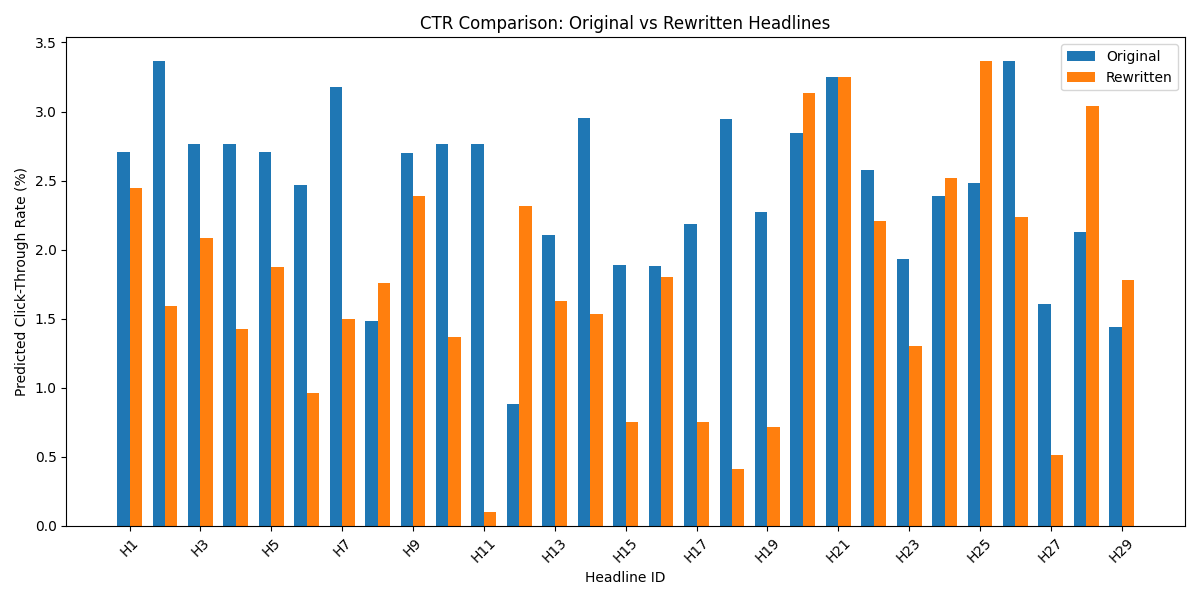 CTR Comparison: Original vs Rewritten Headlines
Original
Rewritten
Predicted Click-Through Rate (%)
3.5
3.0
2.5
2.0
1.5
1.0
0.5
0.0
H1 H3 H5 H7 H9 H11 H13 H15 H17 H19 H21 H23 H25 H27 H29
Headline ID